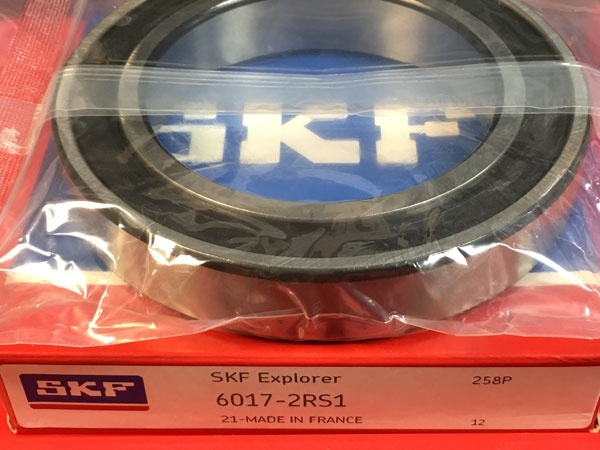 SKF
SKF
SKF Explorer
258P
6017-2RS1
21-MADE IN FRANCE
12